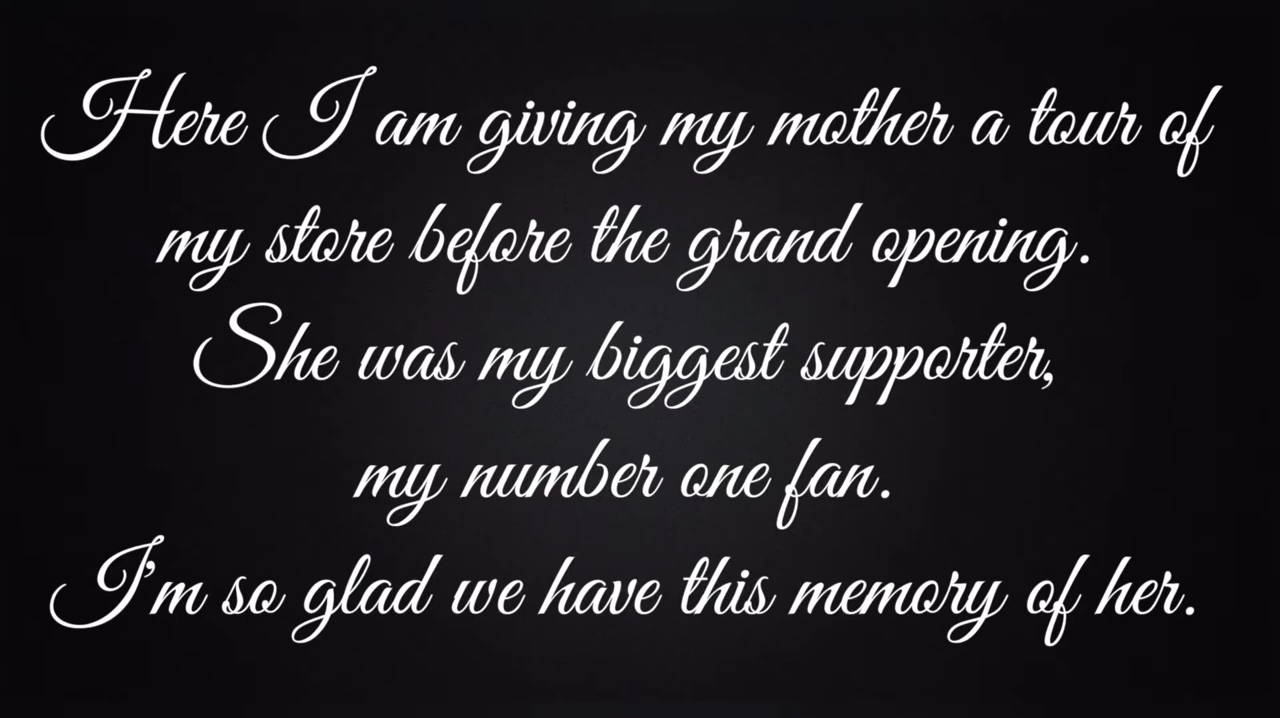 Here I am giving my mother a tour of
my store before the grand opening.
She was my biggest supporter,
my number one fan.
I'm so glad we have this memory of her.